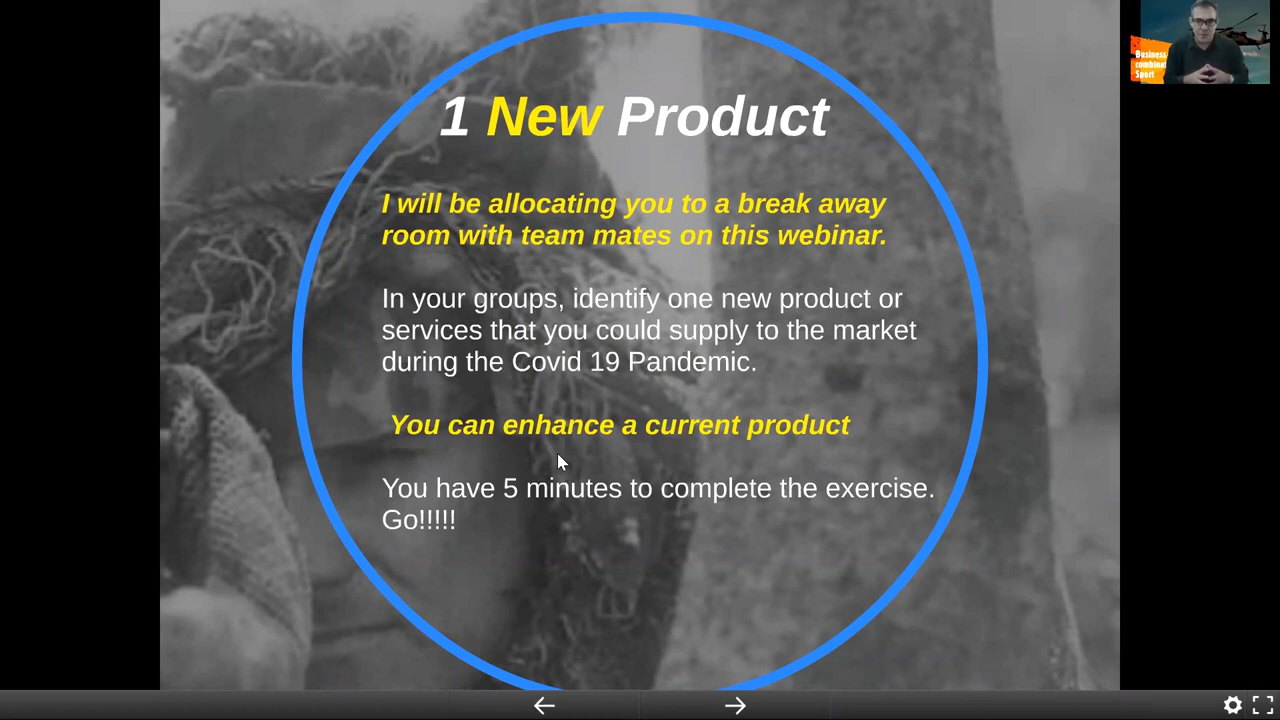 1 New Product
I will be allocating you to a break away
room with team mates on this webinar.
In your groups, identify one new product or
services that you could supply to the market
during the Covid 19 Pandemic.
You can enhance a current product
You have 5 minutes to complete the exercise.
Go!!!!!
Business
Sport